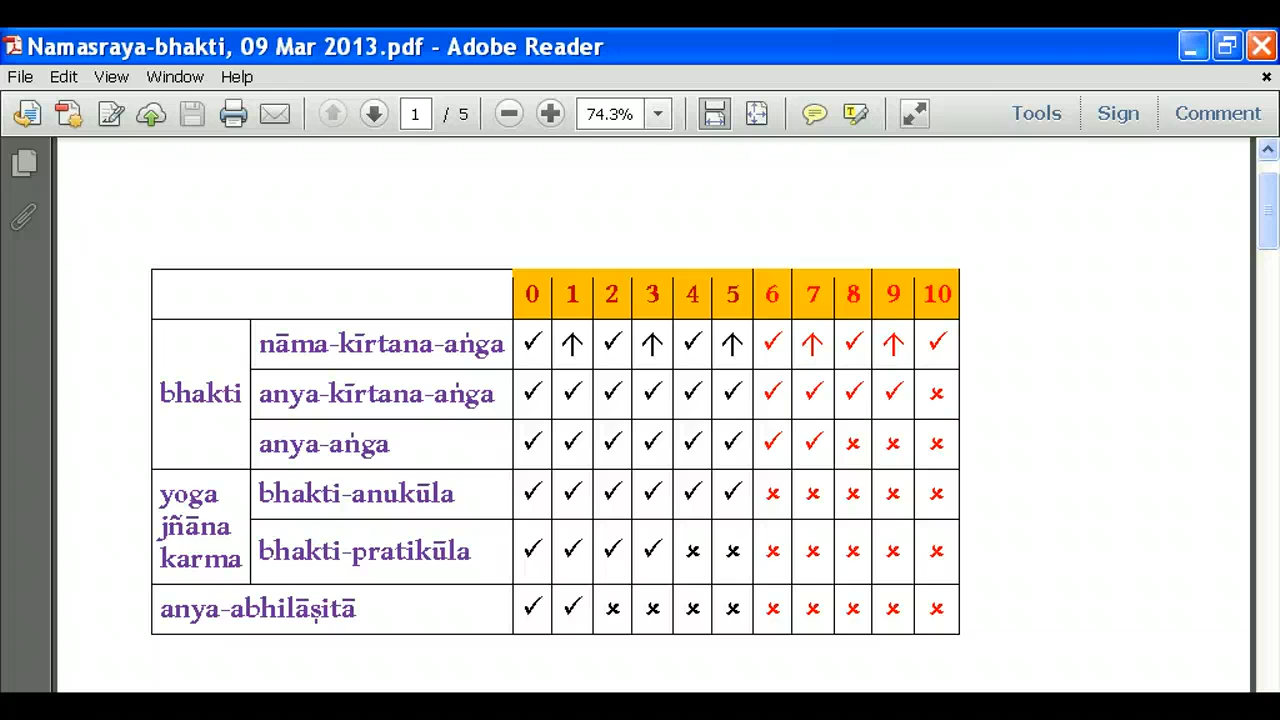 Namasraya-bhakti, 09 Mar 2013.pdf - Adobe Reader
File Edit View Window Help
1 / 5 74.3% Tools Sign Comment
0 1 2 3 4 5 6 7 8 9 10
bhakti
nāma-kīrtana-aṅga ✓ ↑ ✓ ↑ ✓ ↑ ✓ ↑ ✓ ↑ ✓
anya-kīrtana-aṅga ✓ ✓ ✓ ✓ ✓ ✓ ✓ ✓ ✓ ✓ ×
anya-aṅga ✓ ✓ ✓ ✓ ✓ ✓ ✓ ✓ × × ×
yoga
jñāna
karma
bhakti-anukūla ✓ ✓ ✓ ✓ ✓ ✓ × × × × ×
bhakti-pratikūla ✓ ✓ ✓ ✓ × × × × × × ×
anya-abhilāṣitā ✓ ✓ × × × × × × × × ×